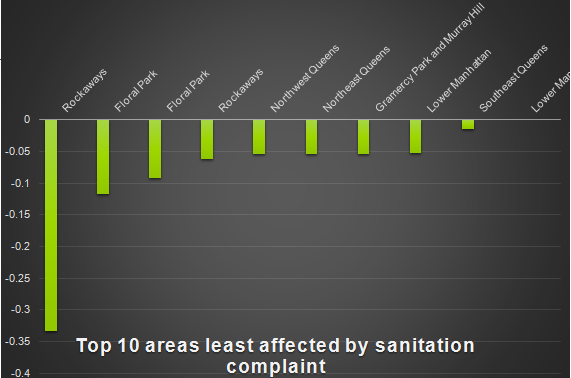 Rockaways
Floral Park
Floral Park
Rockaways
Northwest Queens
Northeast Queens
Gramercy Park and Murray Hill
Lower Manhattan
Southeast Queens
Lower Man
0
-0.05
-0.1
-0.15
-0.2
-0.25
-0.3
-0.35
-0.4
Top 10 areas least affected by sanitation
complaint